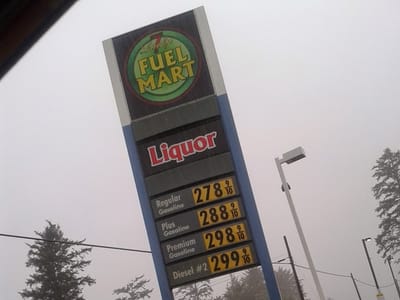 7
FUEL
MART
Liquor
Regular
Gasoline 278 9/10
Plus
Gasoline 288 9/10
Premium
Gasoline 298 9/10
Diesel #2 299 9/10